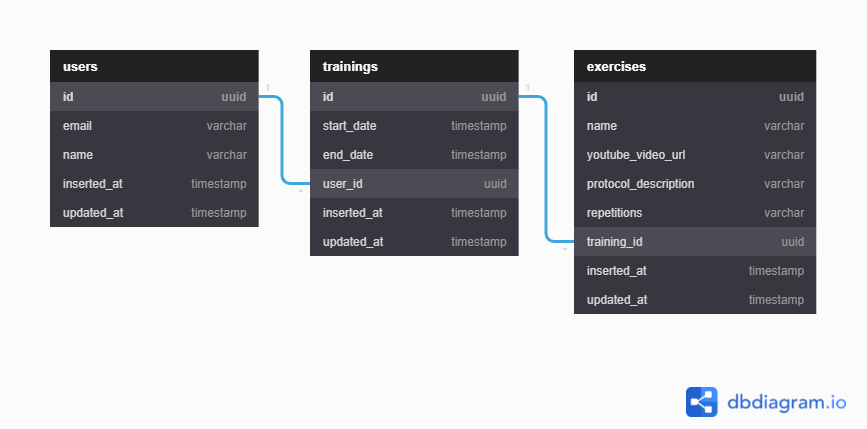 users
id uuid
email varchar
name varchar
inserted_at timestamp
updated_at timestamp
1
*
trainings
id uuid
start_date timestamp
end_date timestamp
user_id uuid
inserted_at timestamp
updated_at timestamp
1
*
exercises
id uuid
name varchar
youtube_video_url varchar
protocol_description varchar
repetitions varchar
training_id uuid
inserted_at timestamp
updated_at timestamp
dbdiagram.io